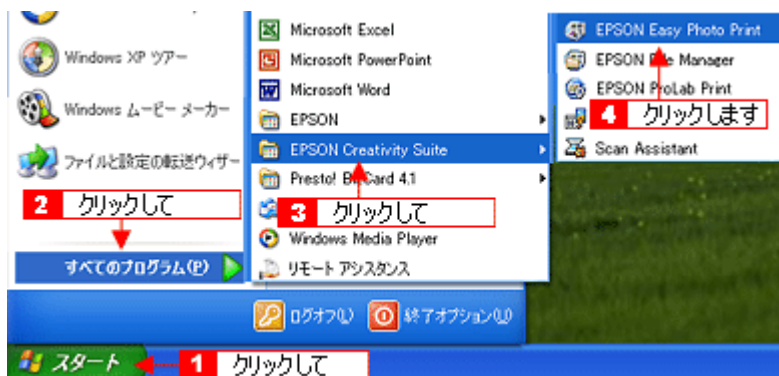 Windows XP ツアー
Windows ムービー メーカー
ファイルと設定の転送ウィザー
2 クリックして
すべてのプログラム(P)
Microsoft Excel
Microsoft PowerPoint
Microsoft Word
EPSON
EPSON Creativity Suite
Presto! Card 4.1
3 クリックして
Windows Media Player
リモート アシスタンス
EPSON Easy Photo Print
EPSON Manager
EPSON ProLab Print
4 クリックします
Scan Assistant
ログオフ(L)
終了オプション(U)
スタート
1 クリックして